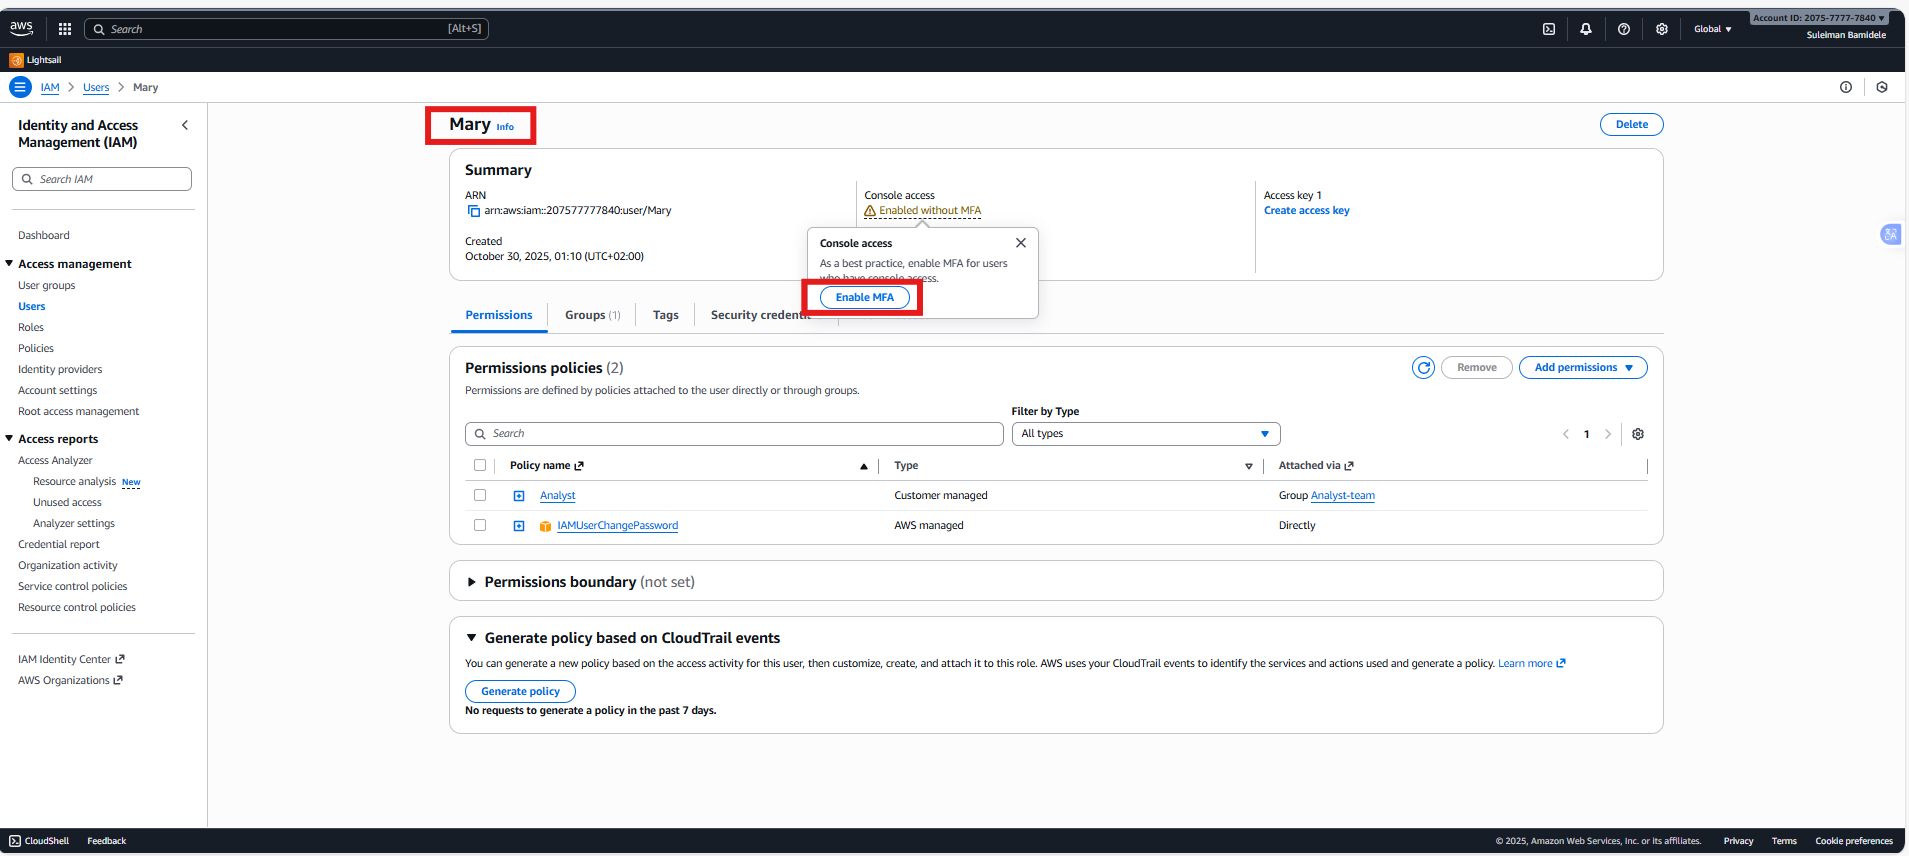 aws
Search [Alt+S]
Global
Account ID: 2075-7777-7840
Suleiman Bamidele
Lightsail
IAM > Users > Mary
Identity and Access
Management (IAM)
Search IAM
Dashboard
Access management
User groups
Users
Roles
Policies
Identity providers
Account settings
Root access management
Access reports
Access Analyzer
Resource analysis New
Unused access
Analyzer settings
Credential report
Organization activity
Service control policies
Resource control policies
IAM Identity Center
AWS Organizations
Mary Info
Delete
Summary
ARN
arn:aws:iam::207577777840:user/Mary
Created
October 30, 2025, 01:10 (UTC+02:00)
Console access
Enabled without MFA
Access key 1
Create access key
Console access
As a best practice, enable MFA for users
who have console access.
Enable MFA
Permissions
Groups (1)
Tags
Security credenti
Permissions policies (2)
Permissions are defined by policies attached to the user directly or through groups.
Remove
Add permissions
Filter by Type
Search
All types
1
Policy name Type Attached via
Analyst Customer managed Group Analyst-team
IAMUserChangePassword AWS managed Directly
Permissions boundary (not set)
Generate policy based on CloudTrail events
You can generate a new policy based on the access activity for this user, then customize, create, and attach it to this role. AWS uses your CloudTrail events to identify the services and actions used and generate a policy. Learn more
Generate policy
No requests to generate a policy in the past 7 days.
CloudShell Feedback © 2025, Amazon Web Services, Inc. or its affiliates. Privacy Terms Cookie preferences